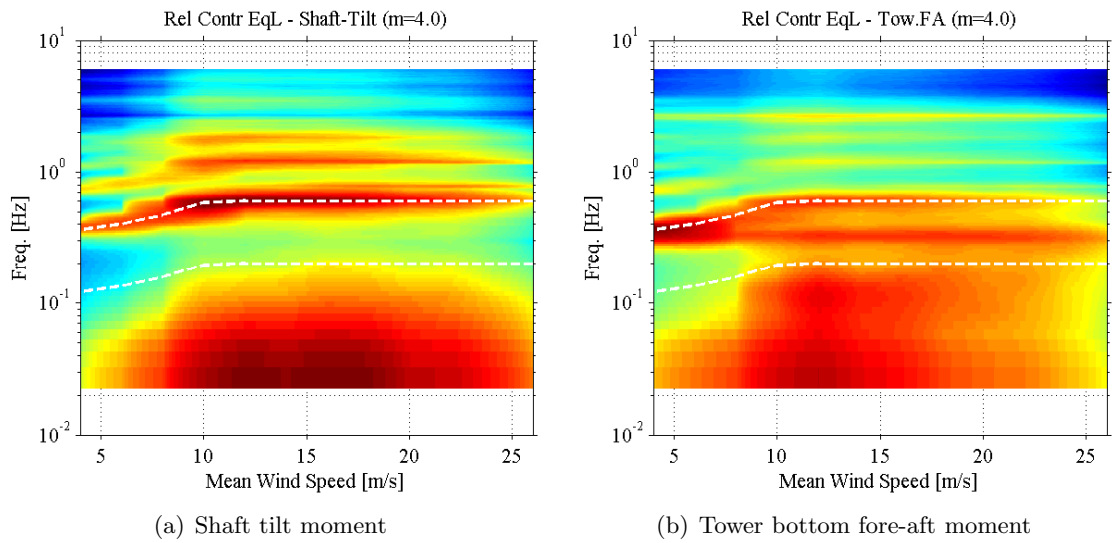 Rel Contr EqL - Shaft-Tilt (m=4.0)
10^1
10^0
10^-1
10^-2
Freq. [Hz]
5 10 15 20 25
Mean Wind Speed [m/s]
(a) Shaft tilt moment
Rel Contr EqL - Tow.FA (m=4.0)
10^1
10^0
10^-1
10^-2
Freq. [Hz]
5 10 15 20 25
Mean Wind Speed [m/s]
(b) Tower bottom fore-aft moment